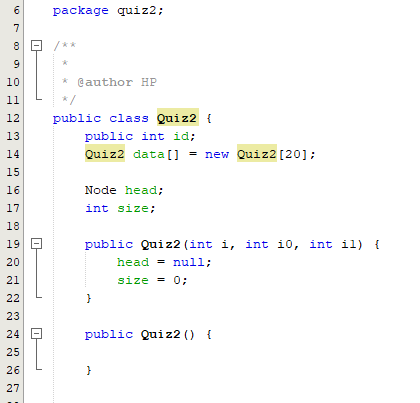 6 package quiz2;
7
8 /**
9 *
10 * @author HP
11 */
12 public class Quiz2 {
13 public int id;
14 Quiz2 data[] = new Quiz2[20];
15
16 Node head;
17 int size;
18
19 public Quiz2(int i, int i0, int i1) {
20 head = null;
21 size = 0;
22 }
23
24 public Quiz2() {
25
26 }
27
28